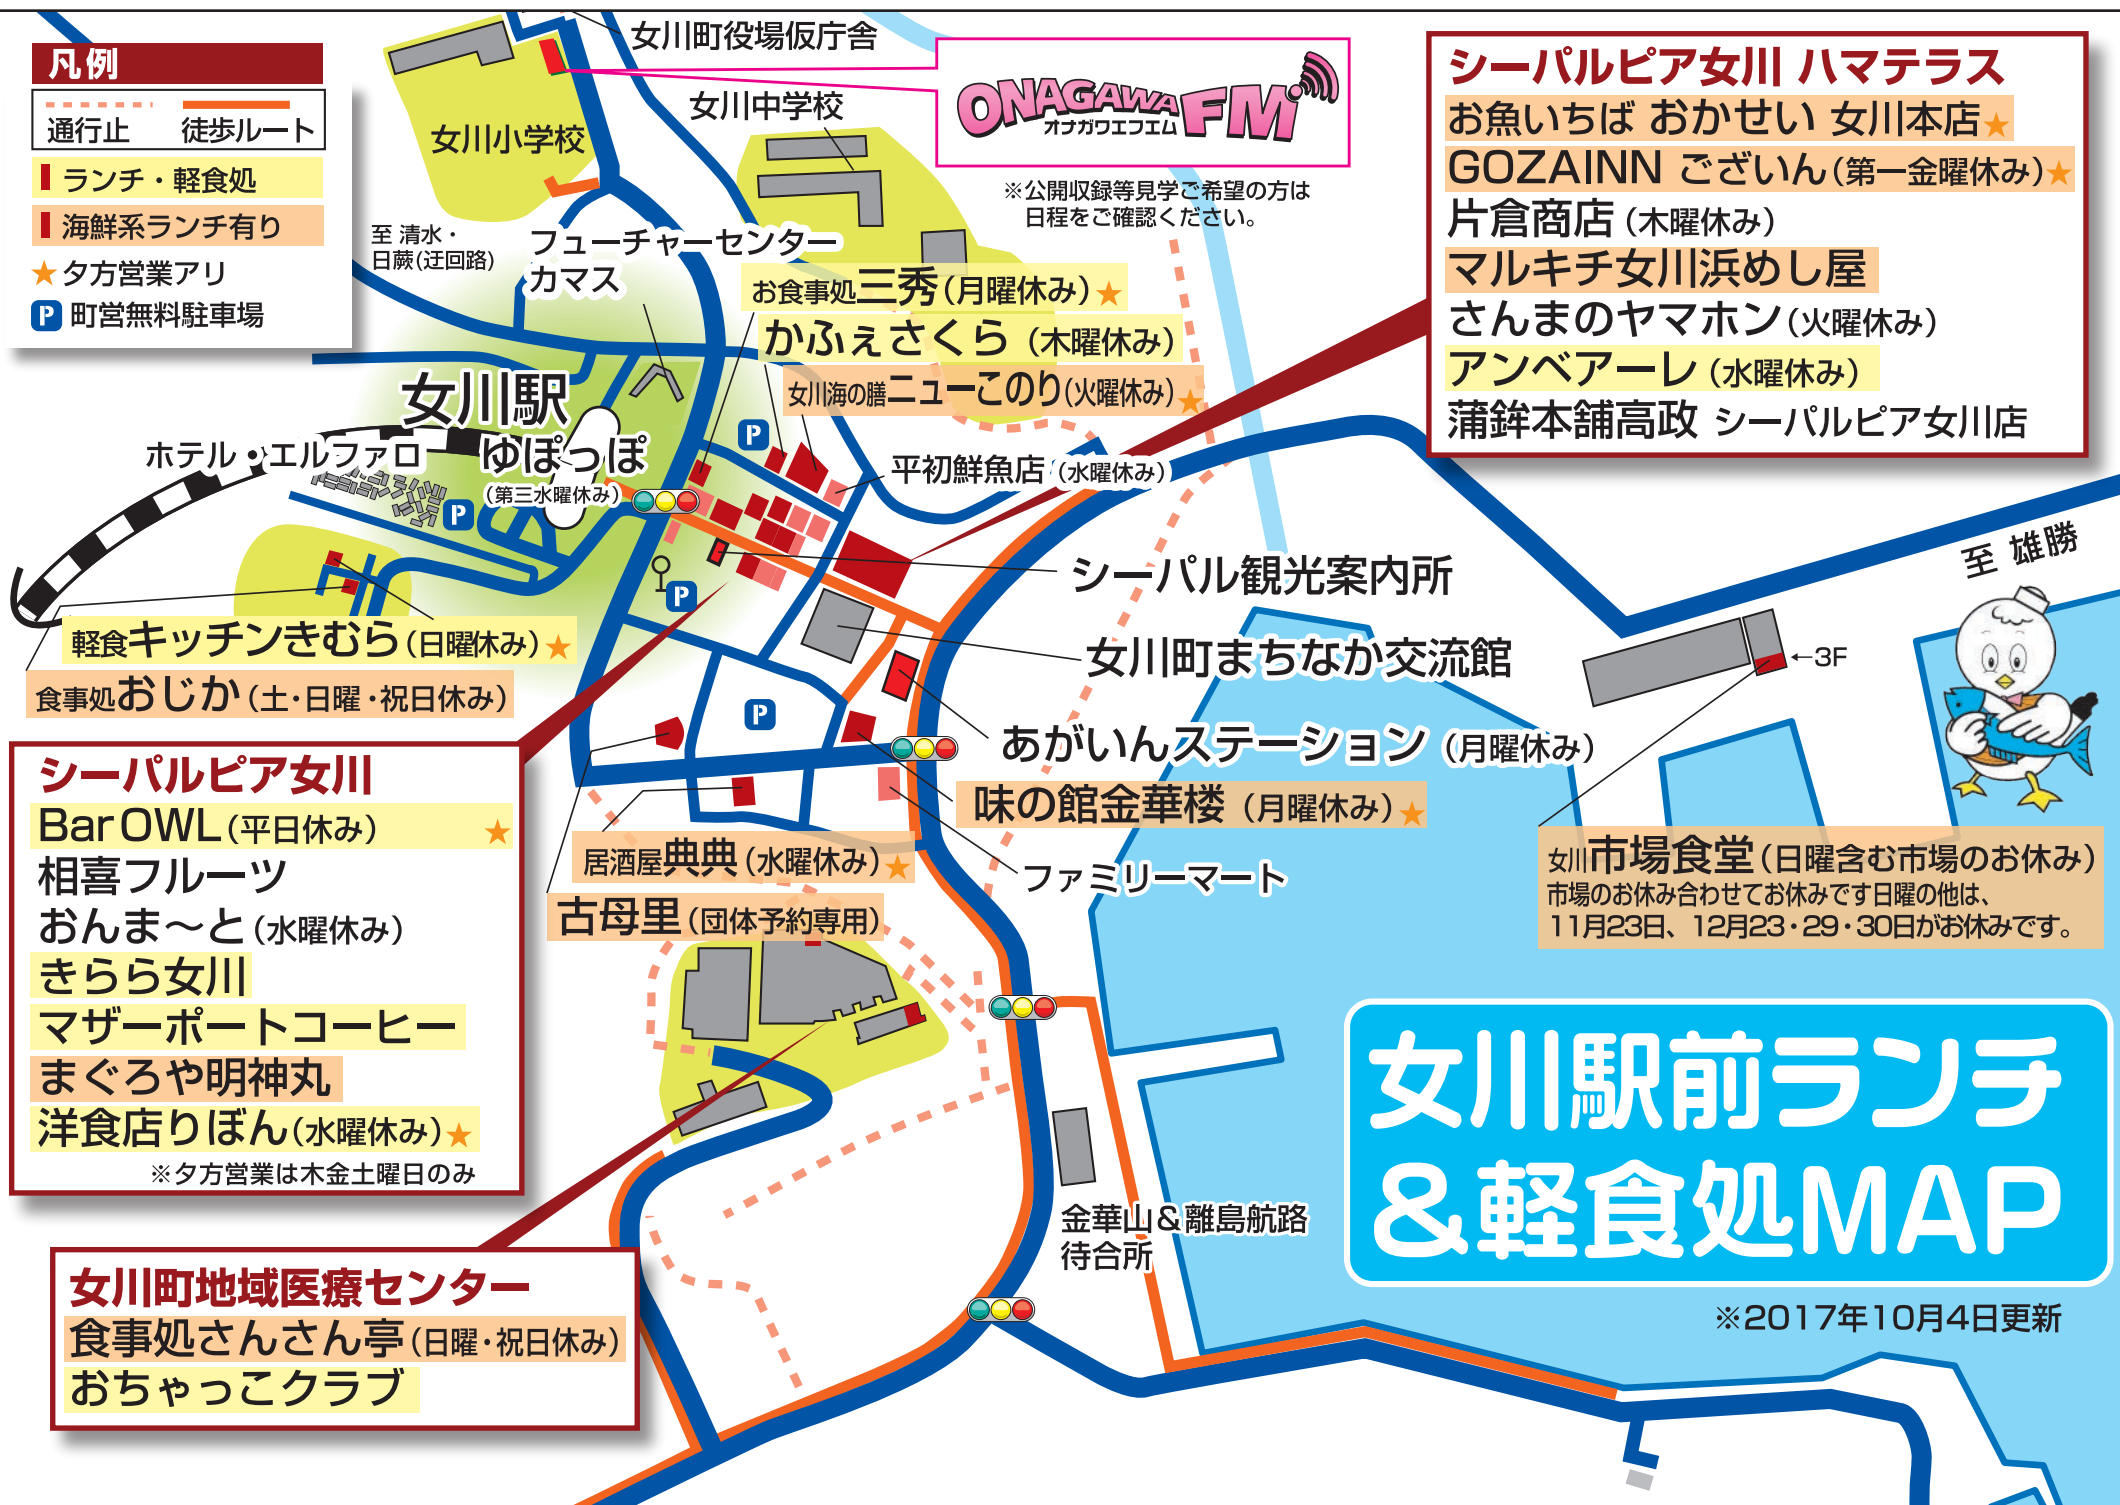 凡例
通行止 徒歩ルート
ランチ・軽食処
海鮮系ランチ有り
★夕方営業アリ
P 町営無料駐車場
女川町役場仮庁舎
女川中学校
女川小学校
ONAGAWA FM
オナガワエフエム
※公開収録等見学ご希望の方は
日程をご確認ください。
至 清水・
日蕨(迂回路)
フューチャーセンター
カマス
お食事処三秀(月曜休み)★
かふぇさくら(木曜休み)
女川海の膳ニューこのり(火曜休み)★
シーパルピア女川 ハマテラス
お魚いちば おかせい 女川本店★
GOZAINN ございん(第一金曜休み)★
片倉商店(木曜休み)
マルキチ女川浜めし屋
さんまのヤマホン(火曜休み)
アンベアーレ(水曜休み)
蒲鉾本舗高政 シーパルピア女川店
女川駅
ゆぽっぽ
(第三水曜休み)
ホテル・エルファロ
P
P
P
P
平初鮮魚店(水曜休み)
シーパル観光案内所
女川町まちなか交流館
あがいんステーション(月曜休み)
味の館金華楼(月曜休み)★
ファミリーマート
至 雄勝
←3F
女川市場食堂(日曜含む市場のお休み)
市場のお休み合わせてお休みです日曜の他は、
11月23日、12月23・29・30日がお休みです。
軽食キッチンきむら(日曜休み)★
食事処おじか(土・日曜・祝日休み)
居酒屋典典(水曜休み)★
古母里(団体予約専用)
シーパルピア女川
Bar OWL(平日休み) ★
相喜フルーツ
おんま〜と(水曜休み)
きらら女川
マザーポートコーヒー
まぐろや明神丸
洋食店りぼん(水曜休み)★
※夕方営業は木金土曜日のみ
女川町地域医療センター
食事処さんさん亭(日曜・祝日休み)
おちゃっこクラブ
金華山&離島航路
待合所
女川駅前ランチ
&軽食処MAP
※2017年10月4日更新